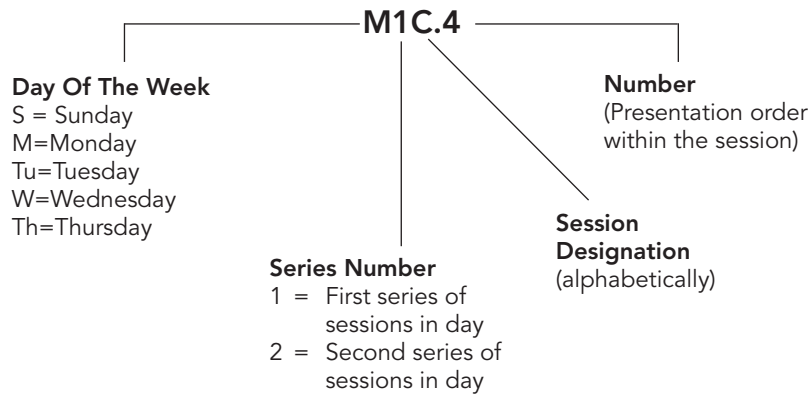 M1C.4
Day Of The Week
S = Sunday
M=Monday
Tu=Tuesday
W=Wednesday
Th=Thursday
Number
(Presentation order
within the session)
Session
Designation
(alphabetically)
Series Number
1 = First series of
sessions in day
2 = Second series of
sessions in day